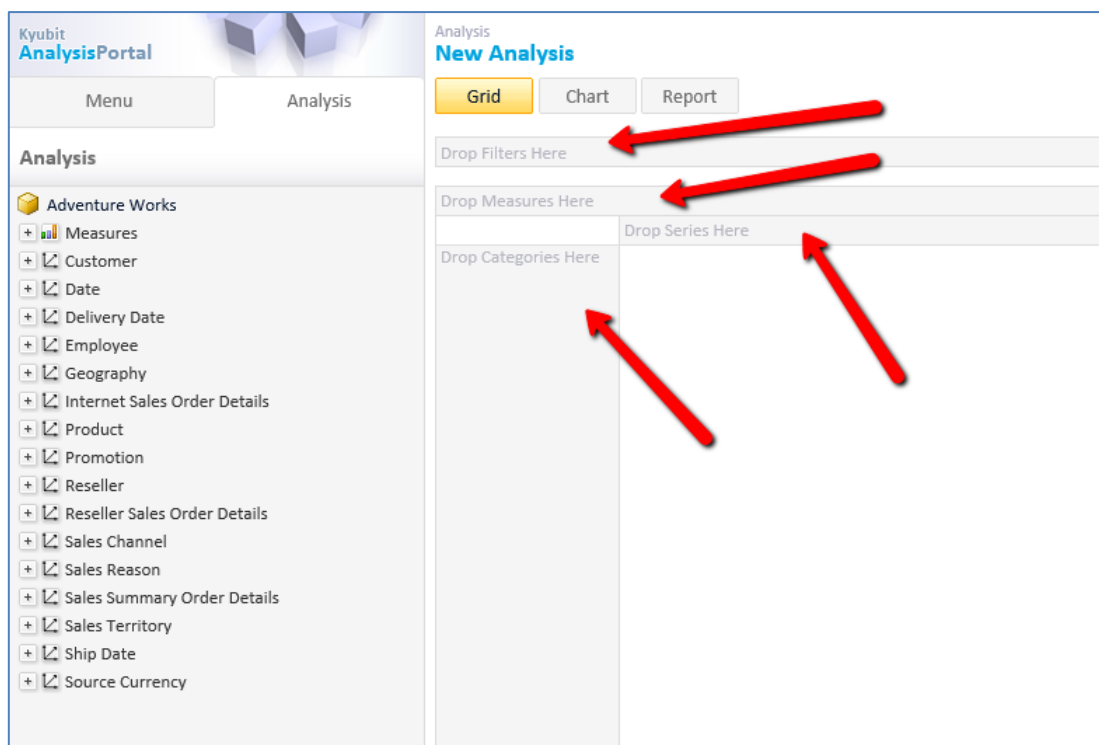 Kyubit
AnalysisPortal
Menu
Analysis
Analysis
Adventure Works
Measures
Customer
Date
Delivery Date
Employee
Geography
Internet Sales Order Details
Product
Promotion
Reseller
Reseller Sales Order Details
Sales Channel
Sales Reason
Sales Summary Order Details
Sales Territory
Ship Date
Source Currency
Analysis
New Analysis
Grid
Chart
Report
Drop Filters Here
Drop Measures Here
Drop Series Here
Drop Categories Here